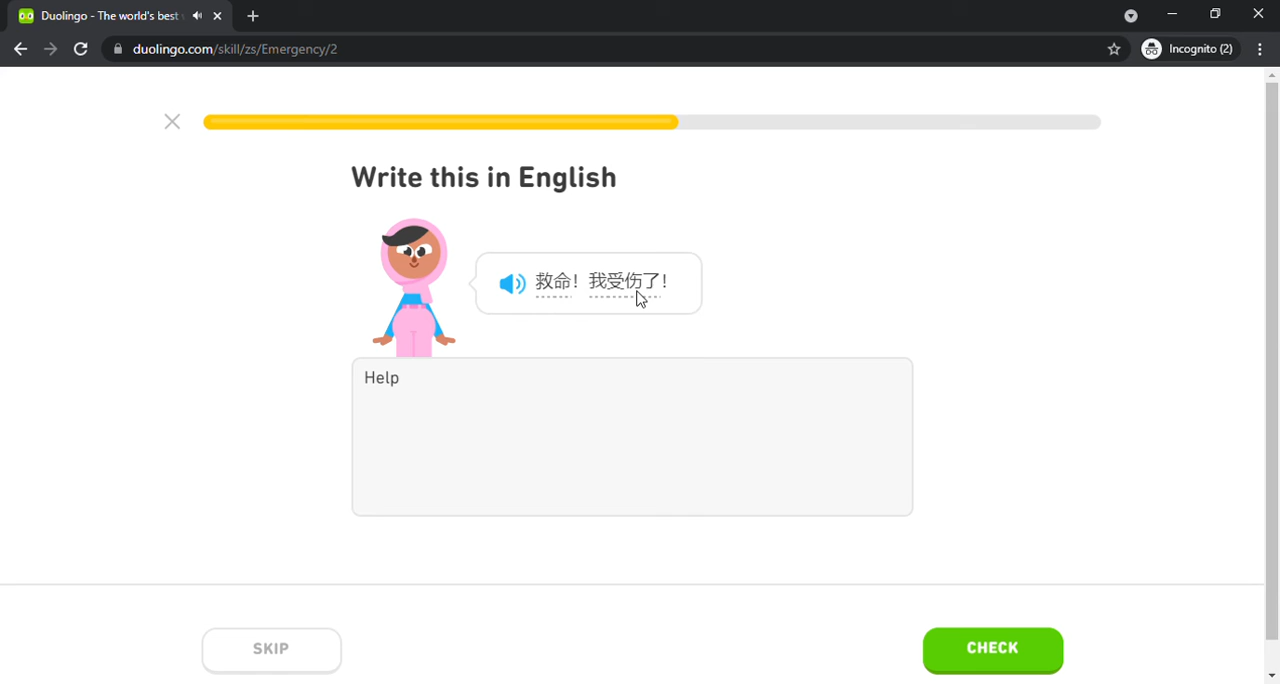 Duolingo - The world's best
duolingo.com/skill/zs/Emergency/2
Incognito (2)
Write this in English
救命！我受伤了！
Help
SKIP
CHECK